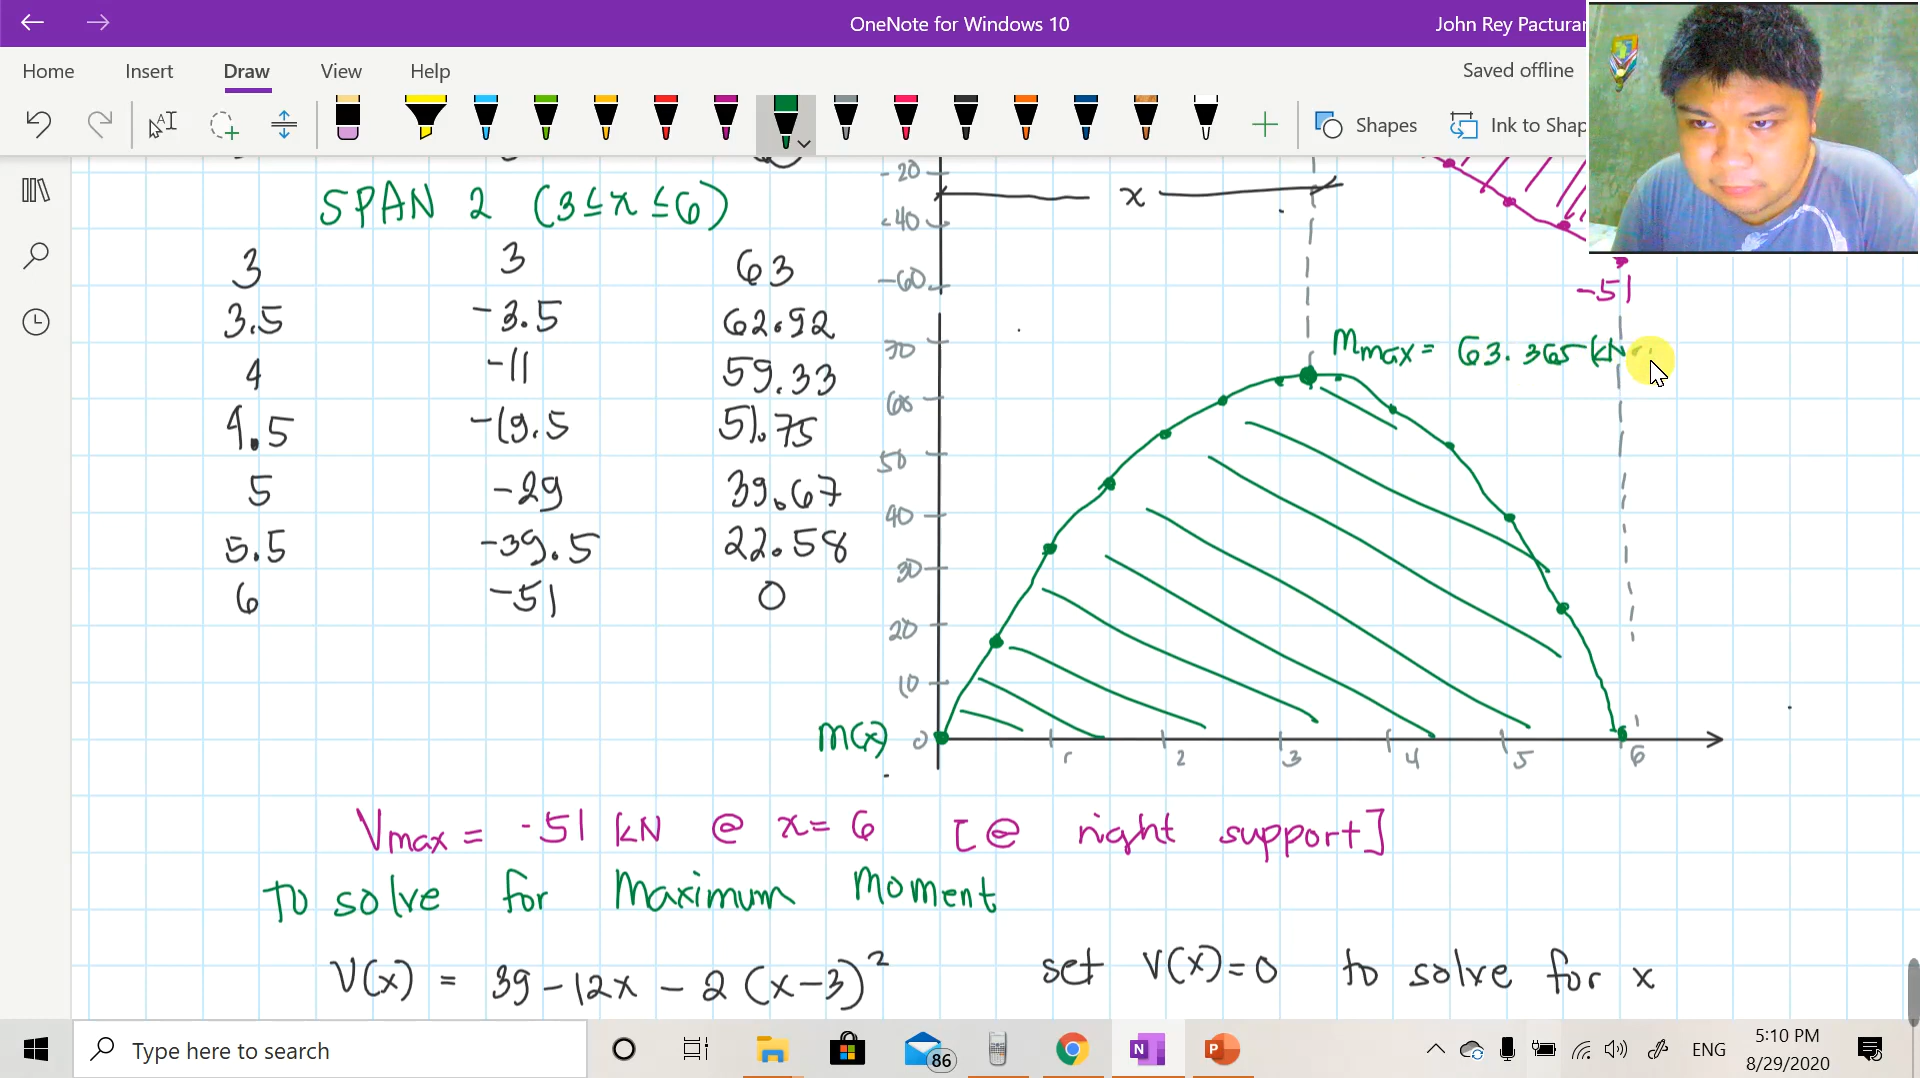 OneNote for Windows 10
John Rey Pacturan
Home Insert Draw View Help
Saved offline
Shapes
Ink to Shap
SPAN 2 (3≤x≤6)
3 3 63
3.5 -3.5 62.92
4 -11 59.33
4.5 -19.5 51.75
5 -29 39.67
5.5 -39.5 22.58
6 -51 0
-20
-40
-60
x
-51
Mmax = 63.365 kN
70
60
50
40
30
20
10
0
M(x)
1 2 3 4 5 6
Vmax = -51 kN @ x= 6 [@ right support]
To solve for Maximum Moment
V(x) = 39 - 12x - 2 (x-3)²
set V(x)=0 to solve for x
Type here to search
86
ENG
5:10 PM
8/29/2020